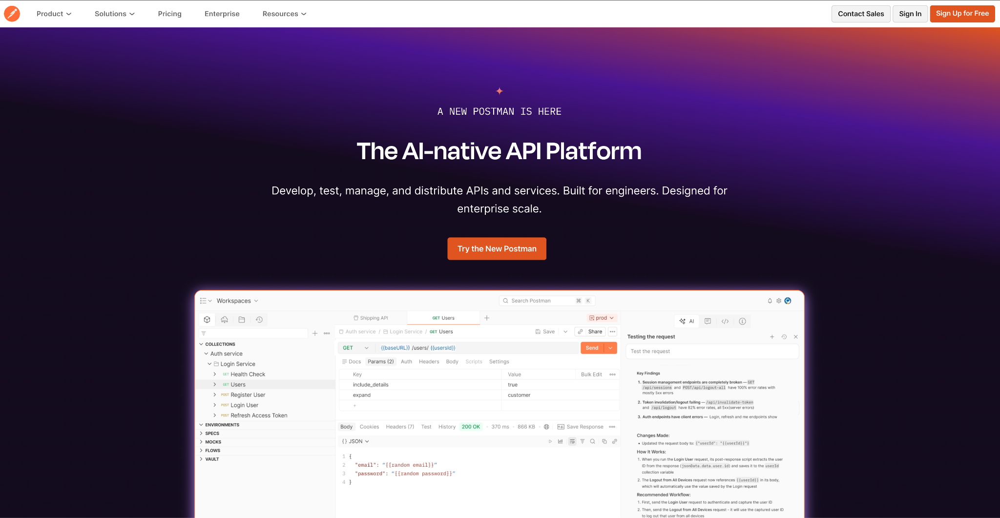 Product
Solutions
Pricing
Enterprise
Resources
Contact Sales
Sign In
Sign Up for Free
A NEW POSTMAN IS HERE
The AI-native API Platform
Develop, test, manage, and distribute APIs and services. Built for engineers. Designed for
enterprise scale.
Try the New Postman
Workspaces
Search Postman ⌘ K
COLLECTIONS
Auth service
Login Service
GET Health Check
GET Users
POST Register User
POST Login User
POST Refresh Access Token
ENVIRONMENTS
SPECS
MOCKS
FLOWS
VAULT
Shipping API
GET Users
prod
Auth service / Login Service / GET Users
Save
Share
GET {{baseURL}} /users/ {{usersId}}
Send
Docs Params (2) Auth Headers Body Scripts Settings
Key Value Bulk Edit
include_details true
expand customer
Body Cookies Headers (7) Test History 200 OK • 370 ms • 866 KB
e.g. Save Response
{} JSON
1 {
2 "email": “{{random email}}”
3 "password": “{{random password}}”
4 }
AI
Testing the request
Test the request
Key Findings
1. Session management endpoints are completely broken — GET
/api/sessions and POST/api/logout-all have 100% error rates with
mostly 5xx errors
2. Token invalidation/logout failing — /api/invalidate-token
and /api/logout have 82% error rates, all 5xx(server errors)
3. Auth endpoints have client errors — Login, refresh and me endpoints show
Changes Made:
• Updated the request body to: {"userId": "{{userId}}"}
How It Works:
1. When you run the Login User request, its post-response script extracts the user
ID from the response (jsonData.data.user.id) and saves it to the userId
collection variable
2. The Logout from All Devices request now references {{userId}} in its body,
which will automatically use the value saved by the Login request
Recommended Workflow:
1. First, send the Login User request to authenticate and capture the user ID
2. Then, send the Logout from All Devices request - it will use the captured user ID
to log out that user from all devices